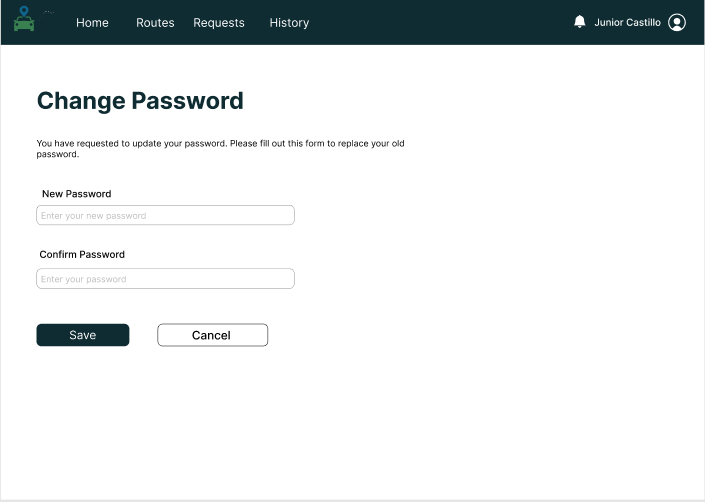 Home Routes Requests History Junior Castillo
Change Password
You have requested to update your password. Please fill out this form to replace your old
password.
New Password
Enter your new password
Confirm Password
Enter your password
Save Cancel